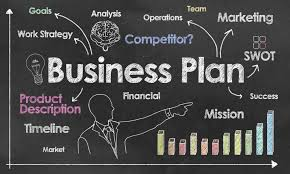 Goals
Analysis
Team
Operations
Marketing
Work Strategy
Competitor?
SWOT
Business Plan
Product
Description
Financial
Success
Timeline
Mission
Market